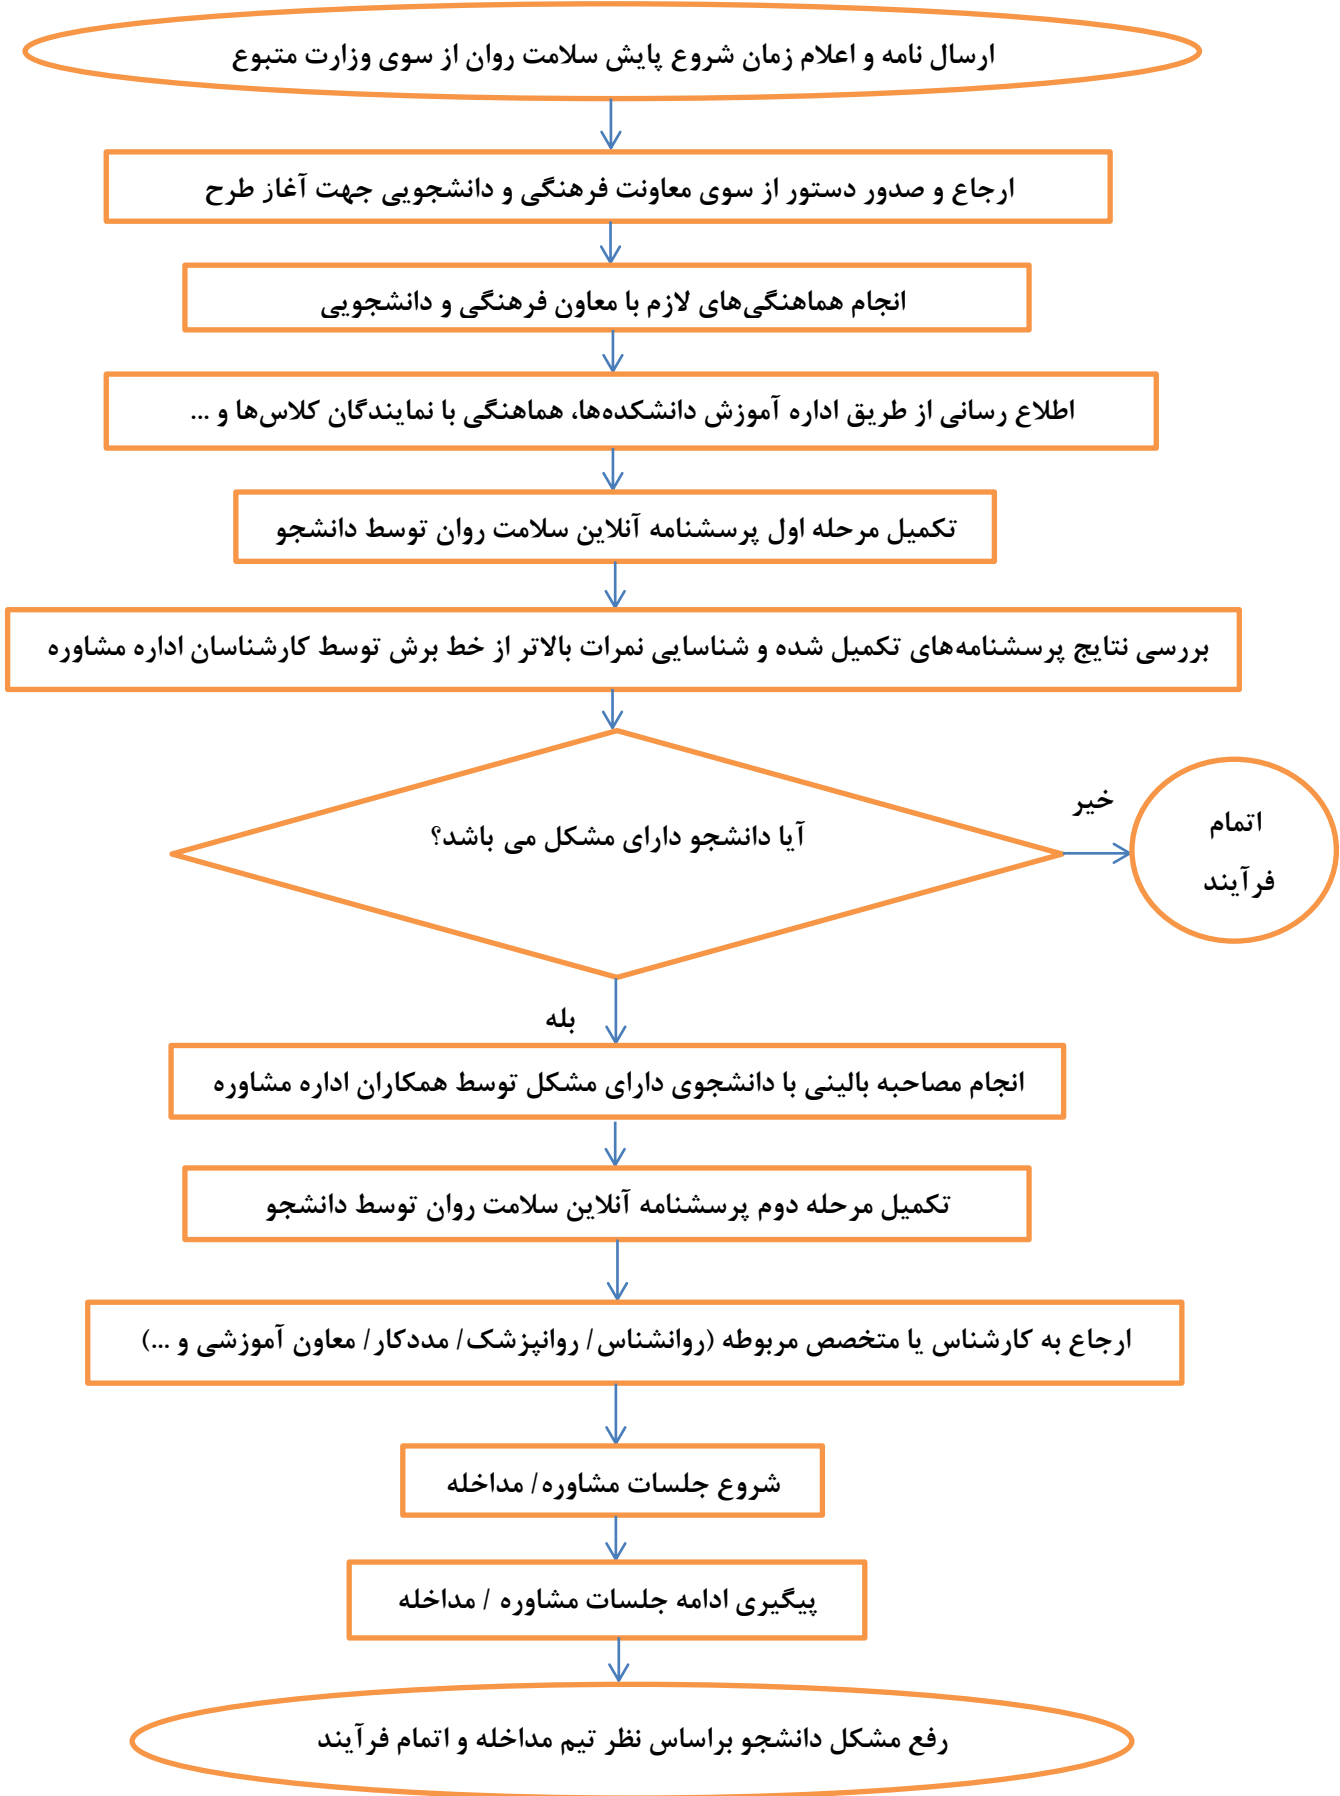 ارسال نامه و اعلام زمان شروع پایش سلامت روان از سوی وزارت متبوع
ارجاع و صدور دستور از سوی معاونت فرهنگی و دانشجویی جهت آغاز طرح
انجام هماهنگی‌های لازم با معاون فرهنگی و دانشجویی
اطلاع رسانی از طریق اداره آموزش دانشکده‌ها، هماهنگی با نمایندگان کلاس‌ها و ...
تکمیل مرحله اول پرسشنامه آنلاین سلامت روان توسط دانشجو
بررسی نتایج پرسشنامه‌های تکمیل شده و شناسایی نمرات بالاتر از خط برش توسط کارشناسان اداره مشاوره
آیا دانشجو دارای مشکل می باشد؟
خیر
اتمام
فرآیند
بله
انجام مصاحبه بالینی با دانشجوی دارای مشکل توسط همکاران اداره مشاوره
تکمیل مرحله دوم پرسشنامه آنلاین سلامت روان توسط دانشجو
ارجاع به کارشناس یا متخصص مربوطه (روانشناس/ روانپزشک/ مددکار/ معاون آموزشی و ...)
شروع جلسات مشاوره/ مداخله
پیگیری ادامه جلسات مشاوره / مداخله
رفع مشکل دانشجو براساس نظر تیم مداخله و اتمام فرآیند